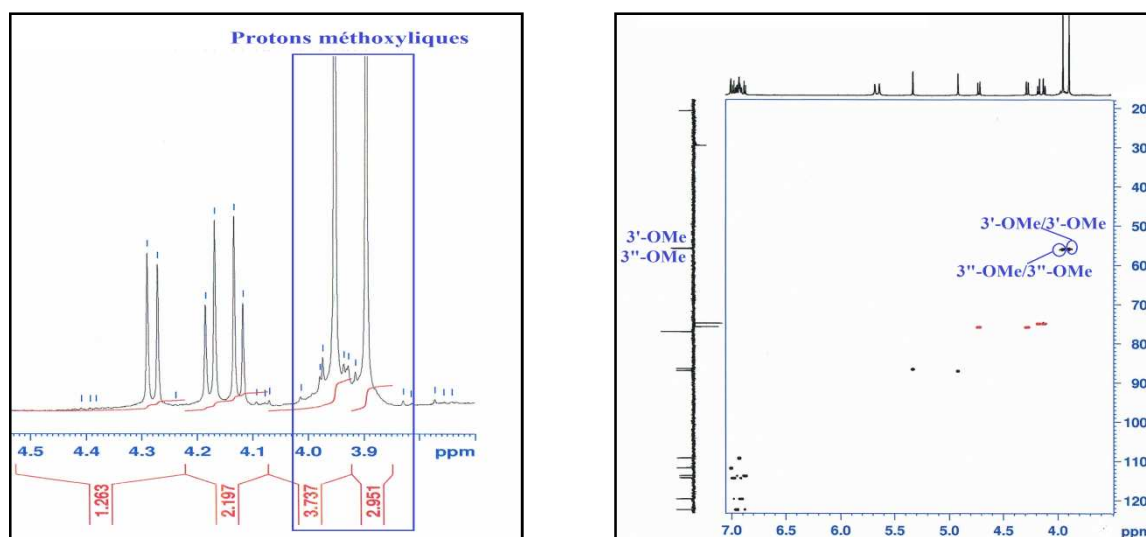 Protons méthoxyliques
4.5 4.4 4.3 4.2 4.1 4.0 3.9 ppm
1.263
2.197
3.737
2.951
3'-OMe
3''-OMe
3'-OMe/3'-OMe
3''-OMe/3''-OMe
20
30
40
50
60
70
80
90
100
110
120
7.0 6.5 6.0 5.5 5.0 4.5 4.0 ppm